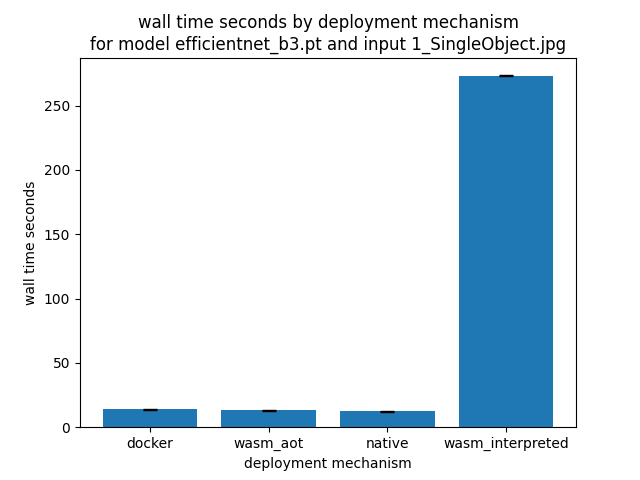 wall time seconds by deployment mechanism
for model efficientnet_b3.pt and input 1_SingleObject.jpg
wall time seconds
250
200
150
100
50
0
docker wasm_aot native wasm_interpreted
deployment mechanism